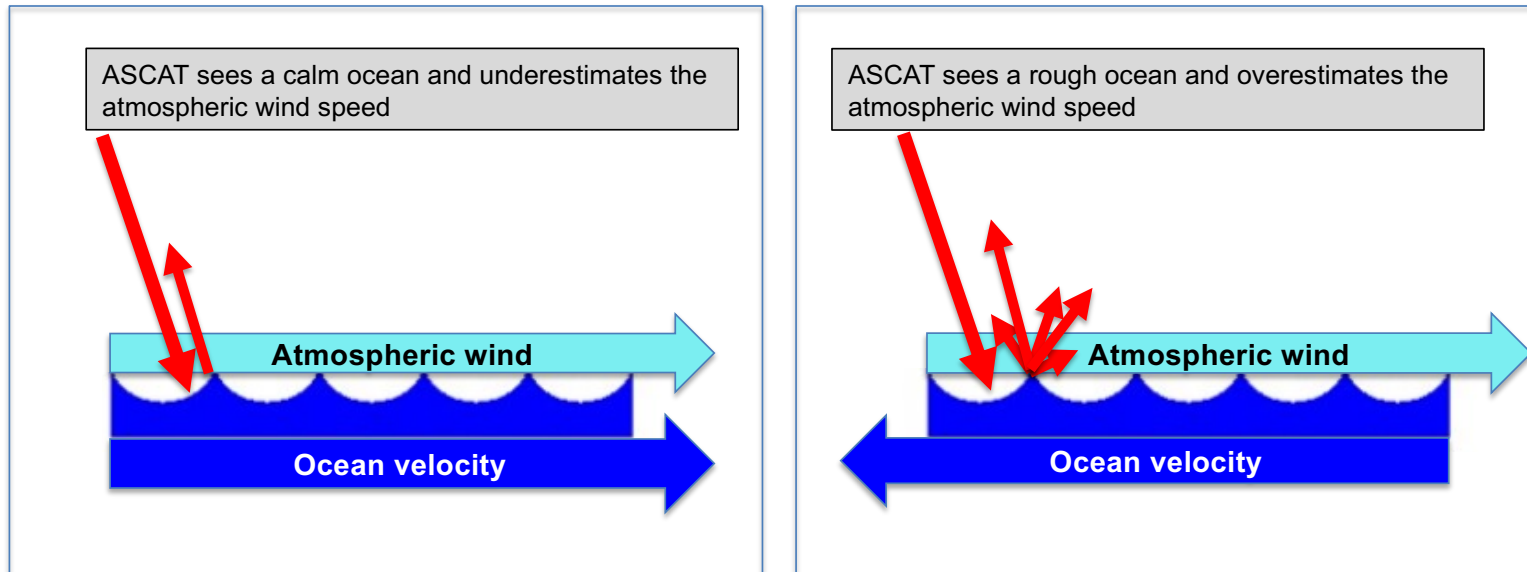 ASCAT sees a calm ocean and underestimates the
atmospheric wind speed
Atmospheric wind
Ocean velocity
ASCAT sees a rough ocean and overestimates the
atmospheric wind speed
Atmospheric wind
Ocean velocity